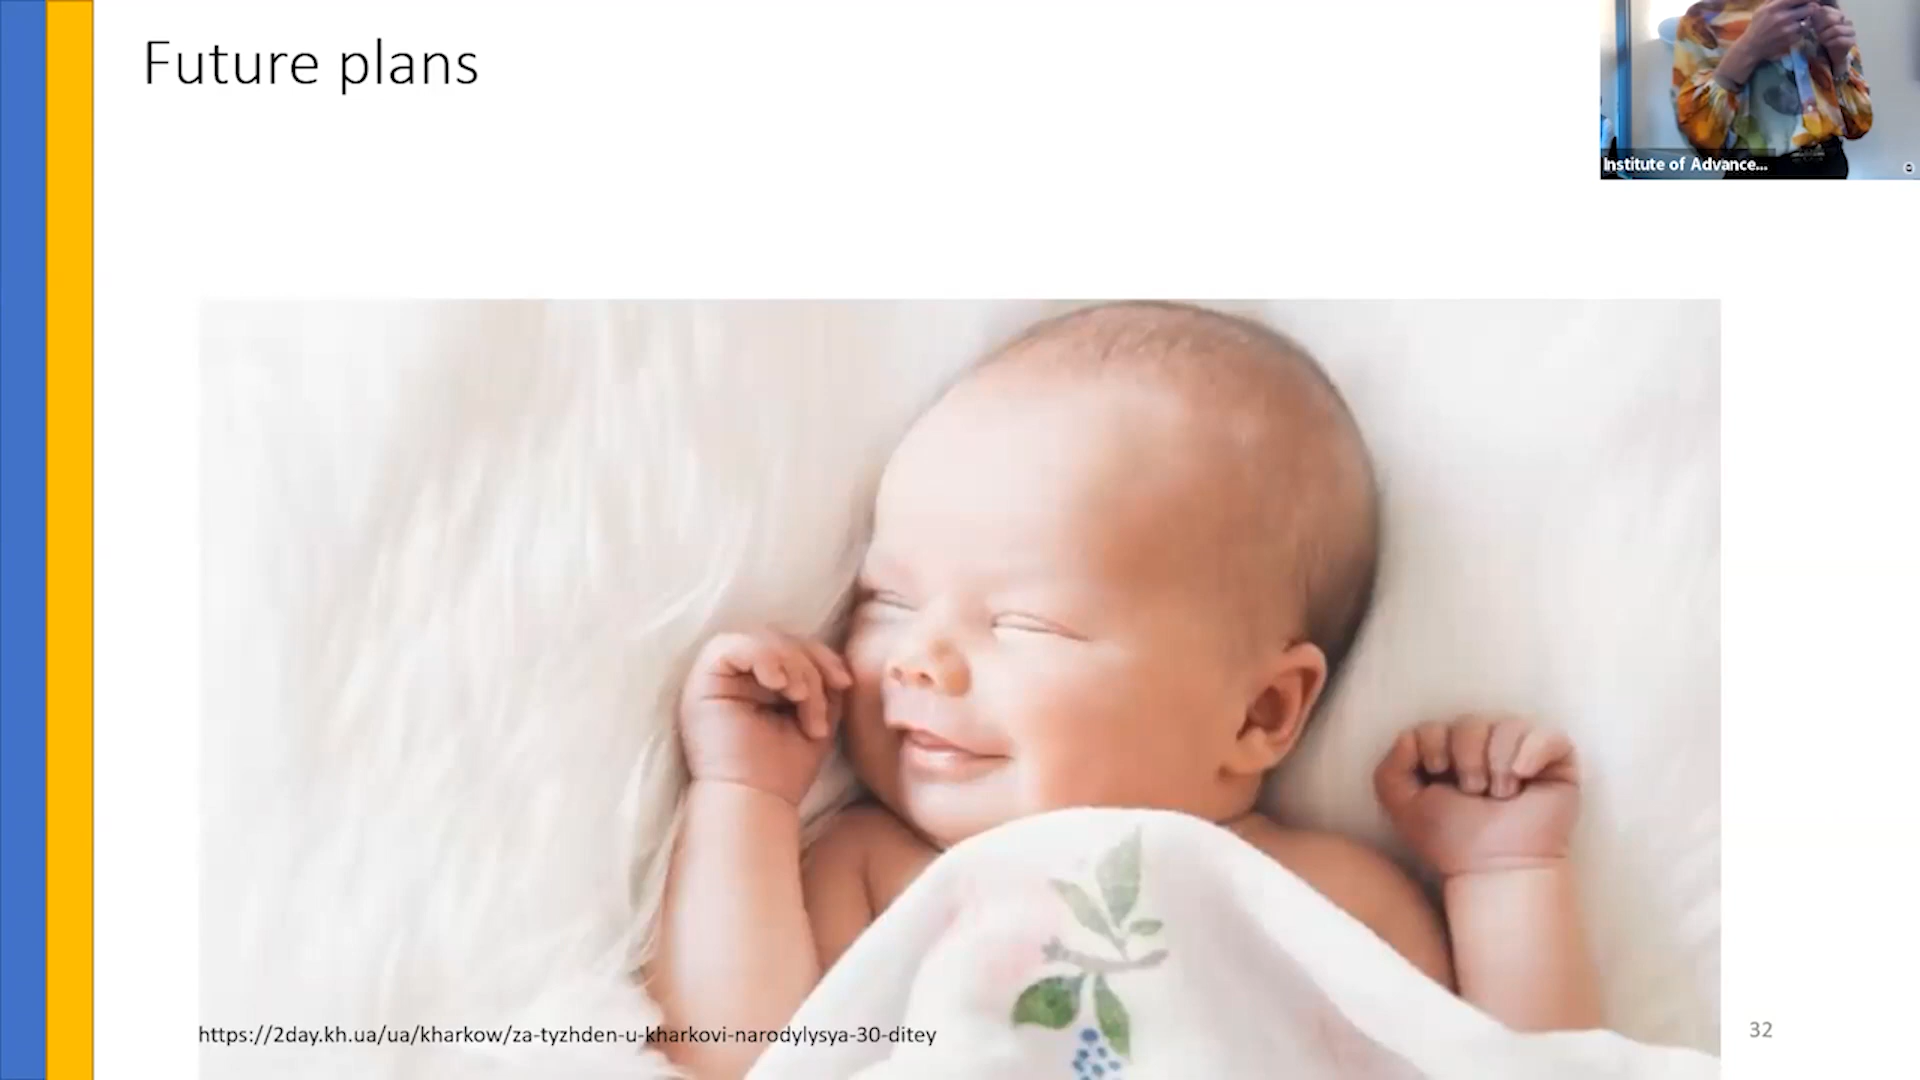 Future plans
Institute of Advance...
https://2day.kh.ua/ua/kharkow/za-tyzhden-u-kharkovi-narodylysya-30-ditey
32